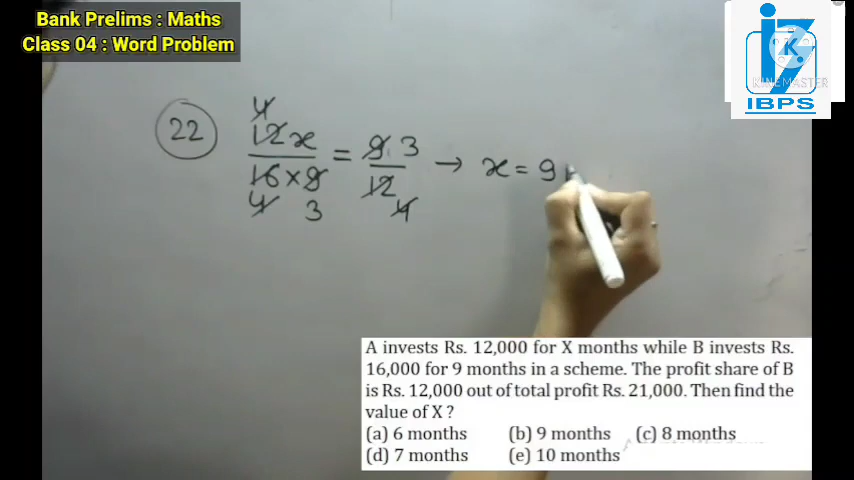 Bank Prelims : Maths
Class 04 : Word Problem
IBPS
K
KINEMASTER
22
4
12x
16 × 9
4 3
=
9 3
12
4
→ x = 9
A invests Rs. 12,000 for X months while B invests Rs.
16,000 for 9 months in a scheme. The profit share of B
is Rs. 12,000 out of total profit Rs. 21,000. Then find the
value of X ?
(a) 6 months (b) 9 months (c) 8 months
(d) 7 months (e) 10 months